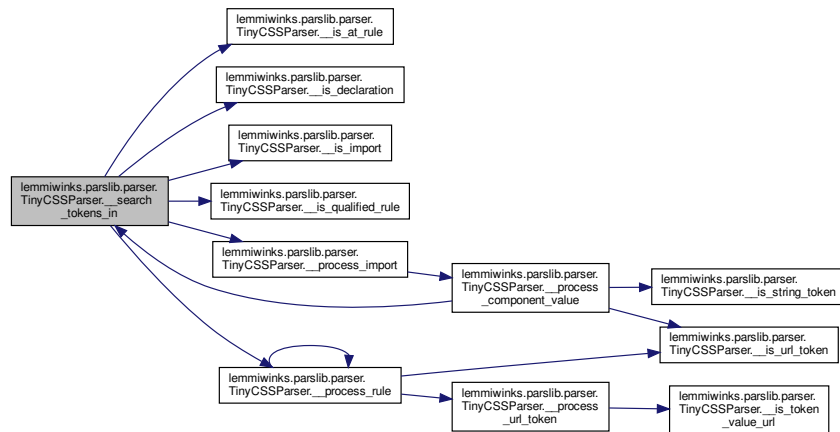 lemmiwinks.parslib.parser.
TinyCSSParser.__is_at_rule
lemmiwinks.parslib.parser.
TinyCSSParser.__is_declaration
lemmiwinks.parslib.parser.
TinyCSSParser.__is_import
lemmiwinks.parslib.parser.
TinyCSSParser.__search
_tokens_in
lemmiwinks.parslib.parser.
TinyCSSParser.__is_qualified_rule
lemmiwinks.parslib.parser.
TinyCSSParser.__process_import
lemmiwinks.parslib.parser.
TinyCSSParser.__process
_component_value
lemmiwinks.parslib.parser.
TinyCSSParser.__is_string_token
lemmiwinks.parslib.parser.
TinyCSSParser.__is_url_token
lemmiwinks.parslib.parser.
TinyCSSParser.__process_rule
lemmiwinks.parslib.parser.
TinyCSSParser.__process
_url_token
lemmiwinks.parslib.parser.
TinyCSSParser.__is_token
_value_url